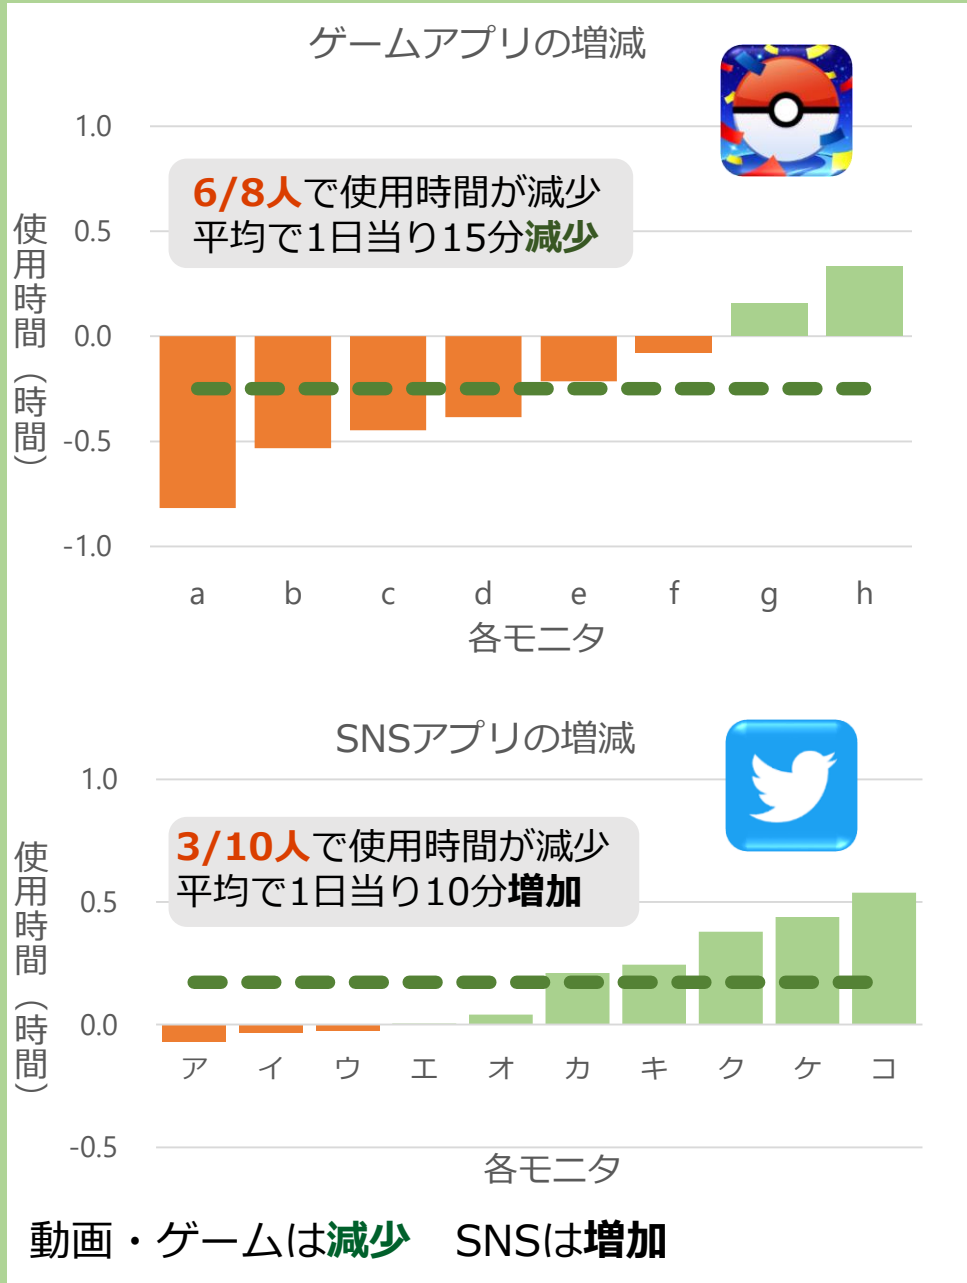 ゲームアプリの増減
1.0
6/8人で使用時間が減少
平均で1日当り15分減少
0.5
0.0
-0.5
-1.0
使用時間（時間）
a b c d e f g h
各モニタ
SNSアプリの増減
1.0
3/10人で使用時間が減少
平均で1日当り10分増加
0.5
0.0
-0.5
使用時間（時間）
ア イ ウ エ オ カ キ ク ケ コ
各モニタ
動画・ゲームは減少　SNSは増加